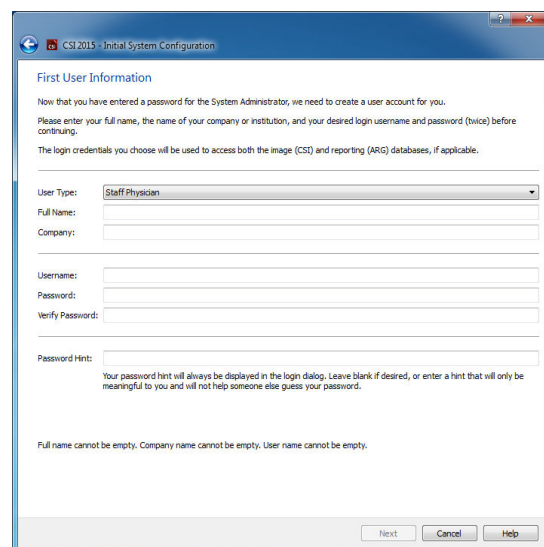 CSI 2015 - Initial System Configuration
First User Information
Now that you have entered a password for the System Administrator, we need to create a user account for you.
Please enter your full name, the name of your company or institution, and your desired login username and password (twice) before
continuing.
The login credentials you choose will be used to access both the image (CSI) and reporting (ARG) databases, if applicable.
User Type: Staff Physician
Full Name:
Company:
Username:
Password:
Verify Password:
Password Hint:
Your password hint will always be displayed in the login dialog. Leave blank if desired, or enter a hint that will only be
meaningful to you and will not help someone else guess your password.
Full name cannot be empty. Company name cannot be empty. User name cannot be empty.
Next Cancel Help